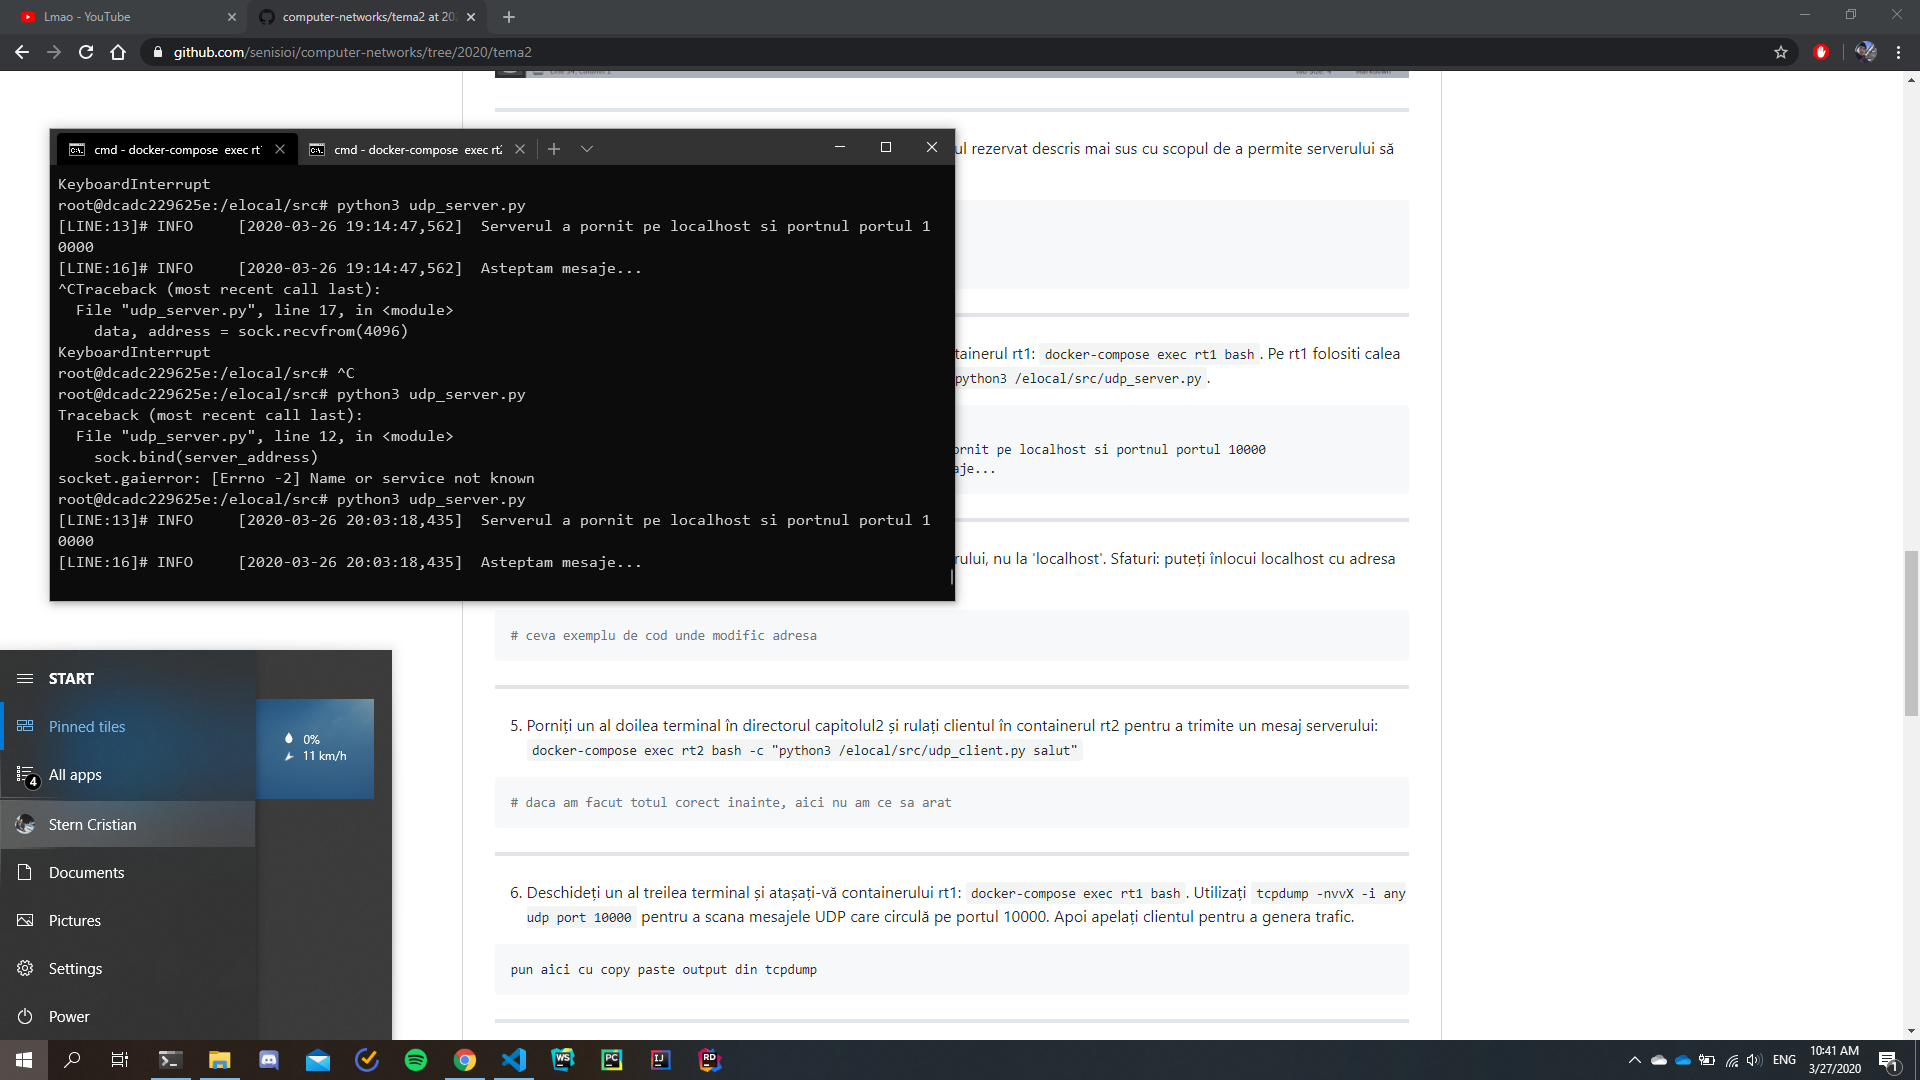 Lmao - YouTube
computer-networks/tema2 at 202
github.com/senisioi/computer-networks/tree/2020/tema2
ul rezervat descris mai sus cu scopul de a permite serverului să
cmd - docker-compose exec rt1
cmd - docker-compose exec rt2
KeyboardInterrupt
root@dcadc229625e:/elocal/src# python3 udp_server.py
[LINE:13]# INFO     [2020-03-26 19:14:47,562]  Serverul a pornit pe localhost si portnul portul 1
0000
[LINE:16]# INFO     [2020-03-26 19:14:47,562]  Asteptam mesaje...
^CTraceback (most recent call last):
  File "udp_server.py", line 17, in <module>
    data, address = sock.recvfrom(4096)
KeyboardInterrupt
root@dcadc229625e:/elocal/src# ^C
root@dcadc229625e:/elocal/src# python3 udp_server.py
Traceback (most recent call last):
  File "udp_server.py", line 12, in <module>
    sock.bind(server_address)
socket.gaierror: [Errno -2] Name or service not known
root@dcadc229625e:/elocal/src# python3 udp_server.py
[LINE:13]# INFO     [2020-03-26 20:03:18,435]  Serverul a pornit pe localhost si portnul portul 1
0000
[LINE:16]# INFO     [2020-03-26 20:03:18,435]  Asteptam mesaje...
tainerul rt1: docker-compose exec rt1 bash . Pe rt1 folositi calea
python3 /elocal/src/udp_server.py .
ornit pe localhost si portnul portul 10000
aje...
rului, nu la 'localhost'. Sfaturi: puteți înlocui localhost cu adresa
# ceva exemplu de cod unde modific adresa
5. Porniți un al doilea terminal în directorul capitolul2 și rulați clientul în containerul rt2 pentru a trimite un mesaj serverului:
docker-compose exec rt2 bash -c "python3 /elocal/src/udp_client.py salut"
# daca am facut totul corect inainte, aici nu am ce sa arat
6. Deschideți un al treilea terminal și atașați-vă containerului rt1: docker-compose exec rt1 bash . Utilizați tcpdump -nvvX -i any
udp port 10000 pentru a scana mesajele UDP care circulă pe portul 10000. Apoi apelați clientul pentru a genera trafic.
pun aici cu copy paste output din tcpdump
START
Pinned tiles
All apps
4
Stern Cristian
Documents
Pictures
Settings
Power
0%
11 km/h
WS
PC
IJ
RD
ENG
10:41 AM
3/27/2020
1